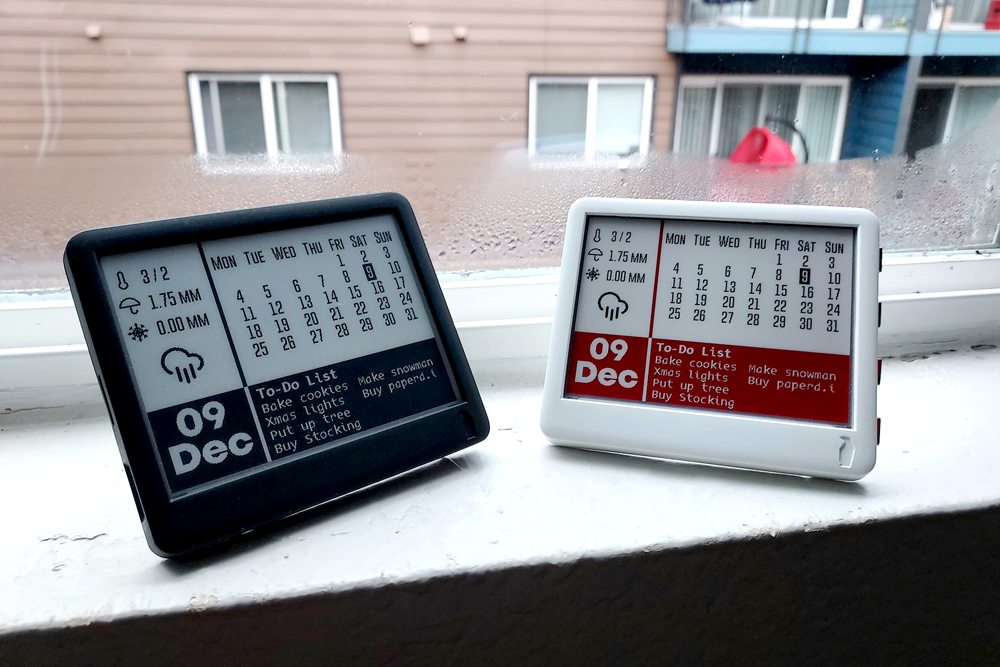 3/2
1.75 MM
0.00 MM
MON TUE WED THU FRI SAT SUN
1 2 3
4 5 6 7 8 9 10
11 12 13 14 15 16 17
18 19 20 21 22 23 24
25 26 27 28 29 30 31
09
Dec
To-Do List
Bake cookies Make snowman
Xmas lights Buy paperd.i
Put up tree
Buy Stocking
3/2
1.75 MM
0.00 MM
MON TUE WED THU FRI SAT SUN
1 2 3
4 5 6 7 8 9 10
11 12 13 14 15 16 17
18 19 20 21 22 23 24
25 26 27 28 29 30 31
09
Dec
To-Do List
Bake cookies Make snowman
Xmas lights Buy paperd.i
Put up tree
Buy Stocking